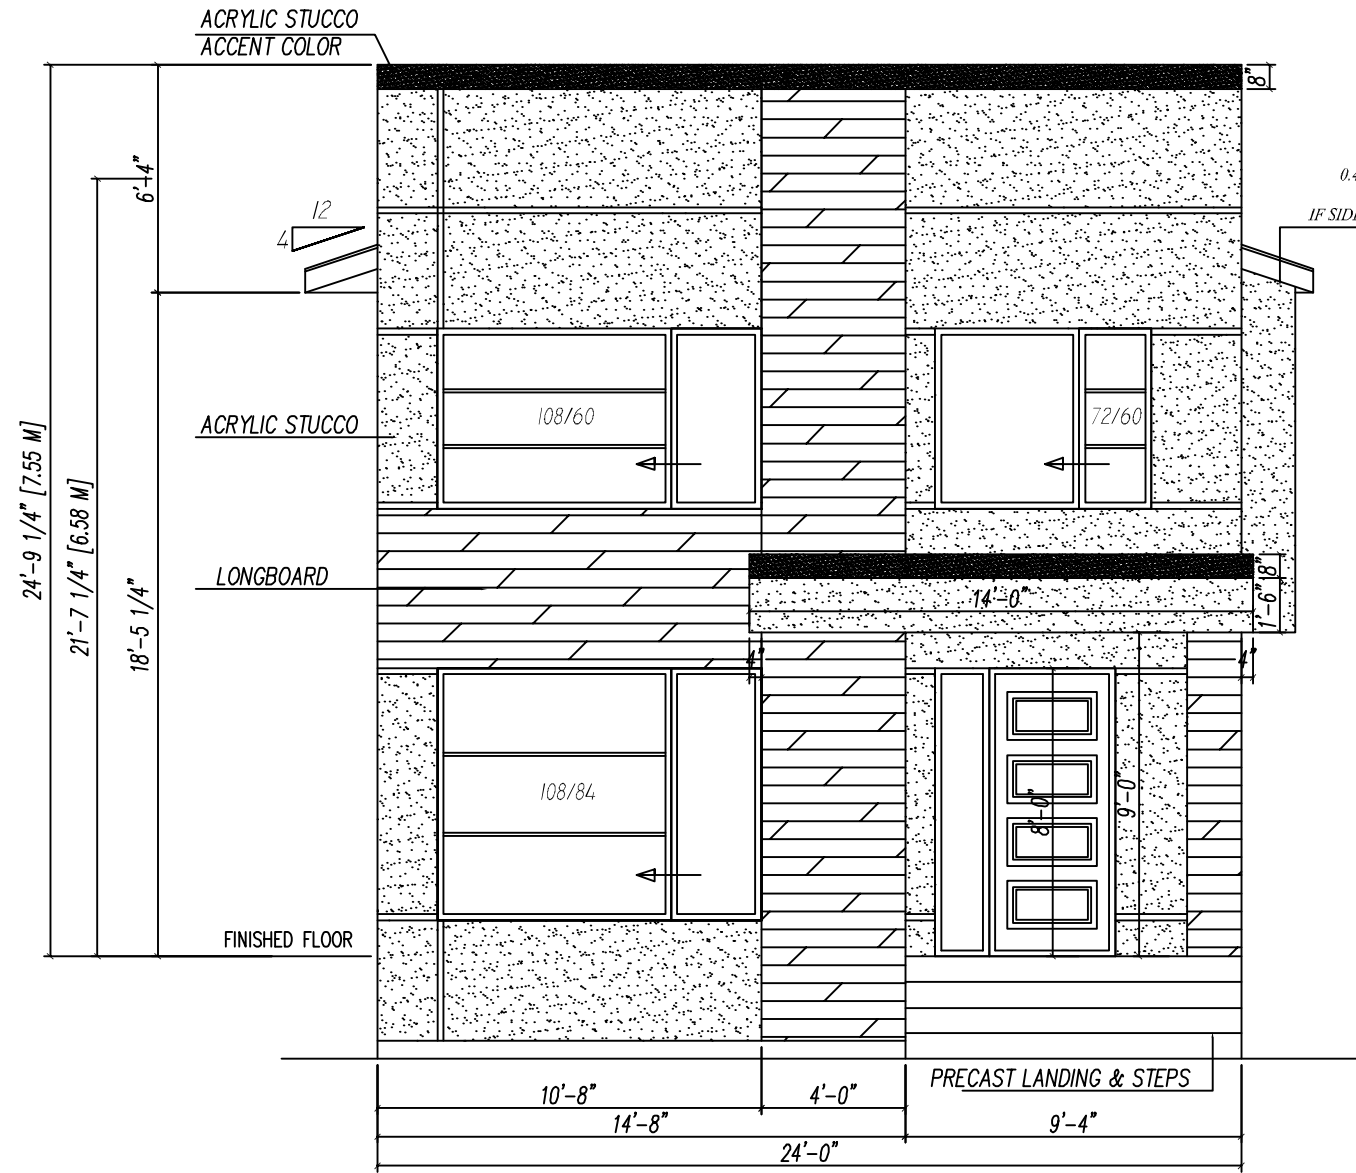 ACRYLIC STUCCO
ACCENT COLOR
8"
6'-4"
0.4
12
4
IF SID
24'-9 1/4" [7.55 M]
21'-7 1/4" [6.58 M]
18'-5 1/4"
ACRYLIC STUCCO
108/60
72/60
LONGBOARD
14'-0"
8"
1'-6"
4"
4"
108/84
8'-0"
9'-0"
FINISHED FLOOR
PRECAST LANDING & STEPS
10'-8"
4'-0"
14'-8"
9'-4"
24'-0"